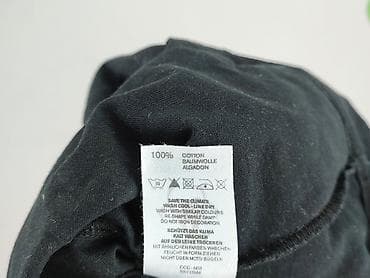 100% COTTON
BAUMWOLLE
ALGODON
SAVE THE CLIMATE
WASH COOL - LINE DRY
WASH WITH SIMILAR COLOURS
RE-SHAPE WHILE DAMP
DO NOT IRON DECORATION
SCHÜTZT DAS KLIMA
KALT WASCHEN
AUF DER LEINE TROCKNEN
MIT ÄHNLICHEN FARBEN WASCHEN
FEUCHT IN FORM ZIEHEN
NICHT ÜBER MOTIV BÜGELN